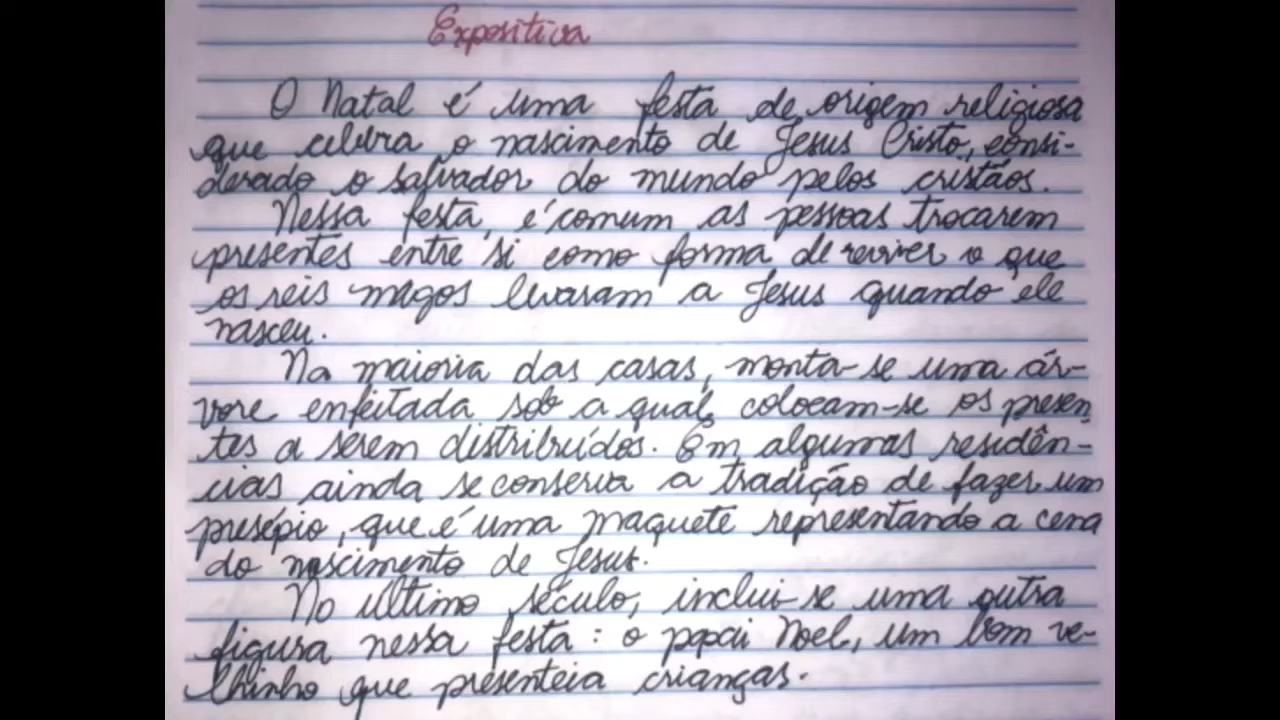 Expositiva
O Natal é uma festa de origem religiosa
que celebra o nascimento de Jesus Cristo, consi-
derado o salvador do mundo pelos cristãos.
Nessa festa, é comum as pessoas trocarem
presentes entre si como forma de reviver o que
os reis magos levaram a Jesus quando ele
nasceu.
Na maioria das casas, monta-se uma ár-
vore enfeitada sob a qual colocam-se os presen
tes a serem distribuídos. Em algumas residên-
cias ainda se conserva a tradição de fazer um
presépio, que é uma maquete representando a cena
do nascimento de Jesus.
No último século, inclui-se uma outra
figura nessa festa: o papai Noel, um bom ve-
lhinho que presenteia crianças.